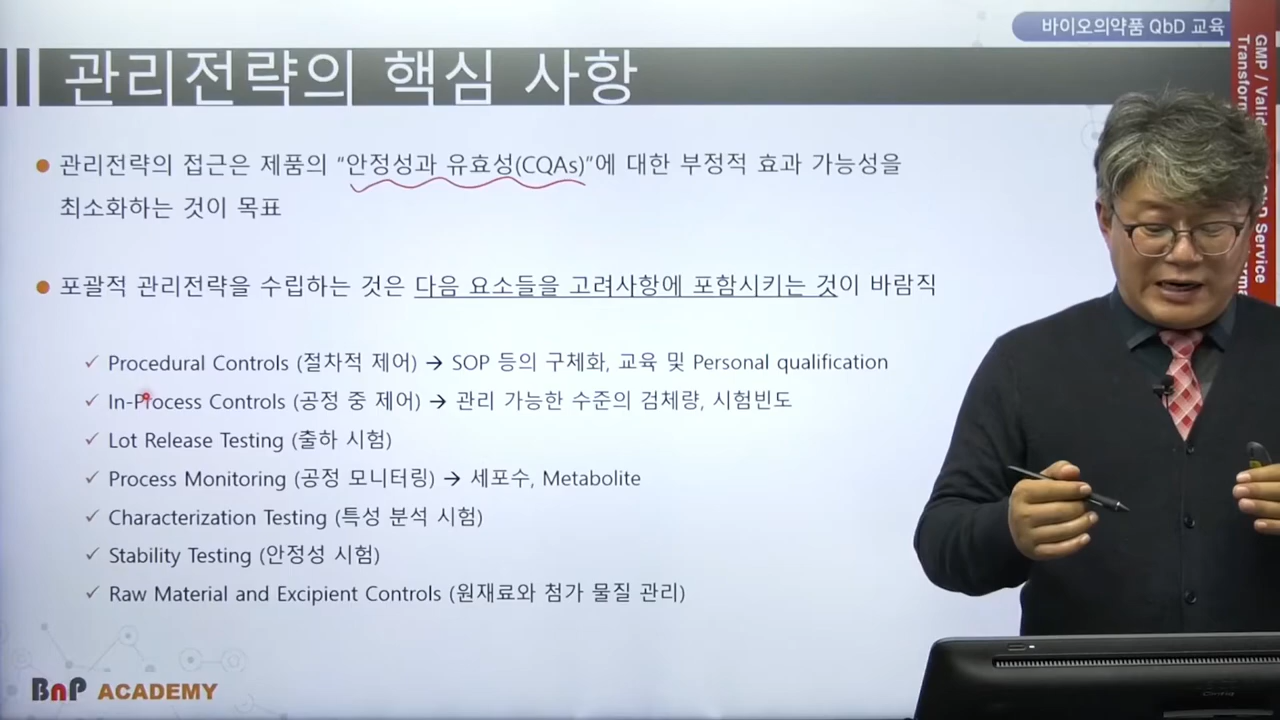 바이오의약품 QbD 교육
GMP / Valid
Transform
QbD Service
관리전략의 핵심 사항
● 관리전략의 접근은 제품의 “안정성과 유효성(CQAs)”에 대한 부정적 효과 가능성을
최소화하는 것이 목표
● 포괄적 관리전략을 수립하는 것은 다음 요소들을 고려사항에 포함시키는 것이 바람직
✓ Procedural Controls (절차적 제어) → SOP 등의 구체화, 교육 및 Personal qualification
✓ In-Process Controls (공정 중 제어) → 관리 가능한 수준의 검체량, 시험빈도
✓ Lot Release Testing (출하 시험)
✓ Process Monitoring (공정 모니터링) → 세포수, Metabolite
✓ Characterization Testing (특성 분석 시험)
✓ Stability Testing (안정성 시험)
✓ Raw Material and Excipient Controls (원재료와 첨가 물질 관리)
BnP ACADEMY